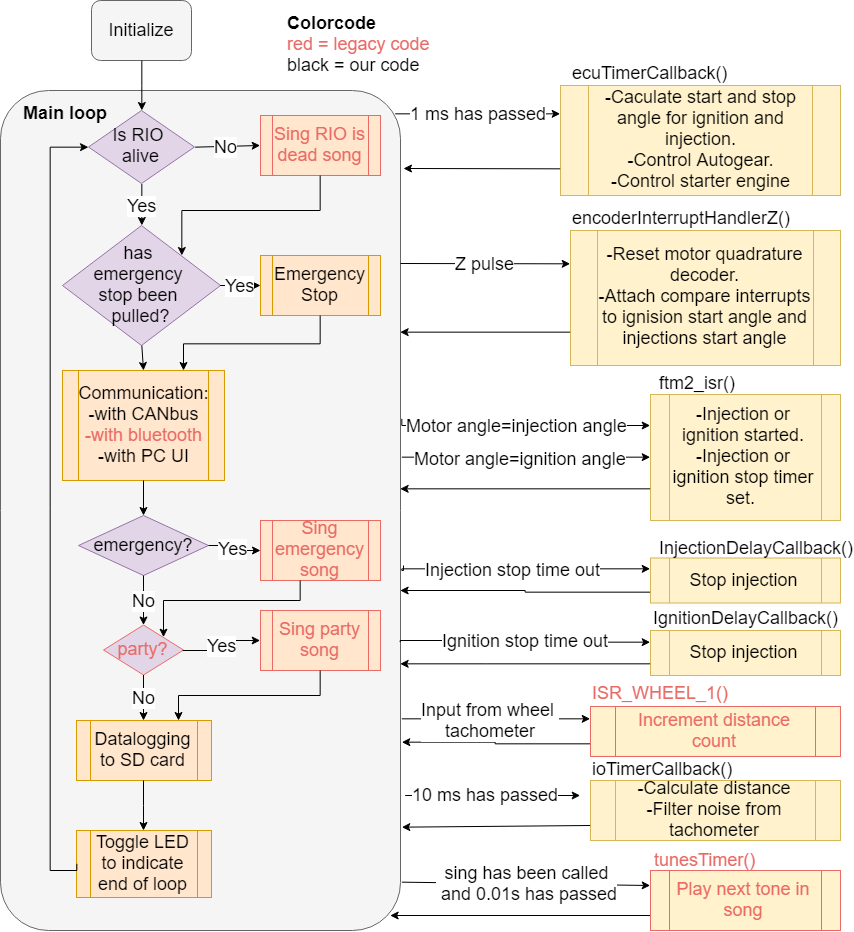 Initialize
Colorcode
red = legacy code
black = our code
Main loop
Is RIO
alive
No
Sing RIO is
dead song
Yes
has
emergency
stop been
pulled?
Yes
Emergency
Stop
Communication:
-with CANbus
-with bluetooth
-with PC UI
emergency?
Yes
Sing
emergency
song
No
party?
Yes
Sing party
song
No
Datalogging
to SD card
Toggle LED
to indicate
end of loop
1 ms has passed
ecuTimerCallback()
-Caculate start and stop
angle for ignition and
injection.
-Control Autogear.
-Control starter engine
Z pulse
encoderInterruptHandlerZ()
-Reset motor quadrature
decoder.
-Attach compare interrupts
to ignision start angle and
injections start angle
Motor angle=injection angle
Motor angle=ignition angle
ftm2_isr()
-Injection or
ignition started.
-Injection or
ignition stop timer
set.
Injection stop time out
InjectionDelayCallback()
Stop injection
Ignition stop time out
IgnitionDelayCallback()
Stop injection
Input from wheel
tachometer
ISR_WHEEL_1()
Increment distance
count
10 ms has passed
ioTimerCallback()
-Calculate distance
-Filter noise from
tachometer
sing has been called
and 0.01s has passed
tunesTimer()
Play next tone in
song